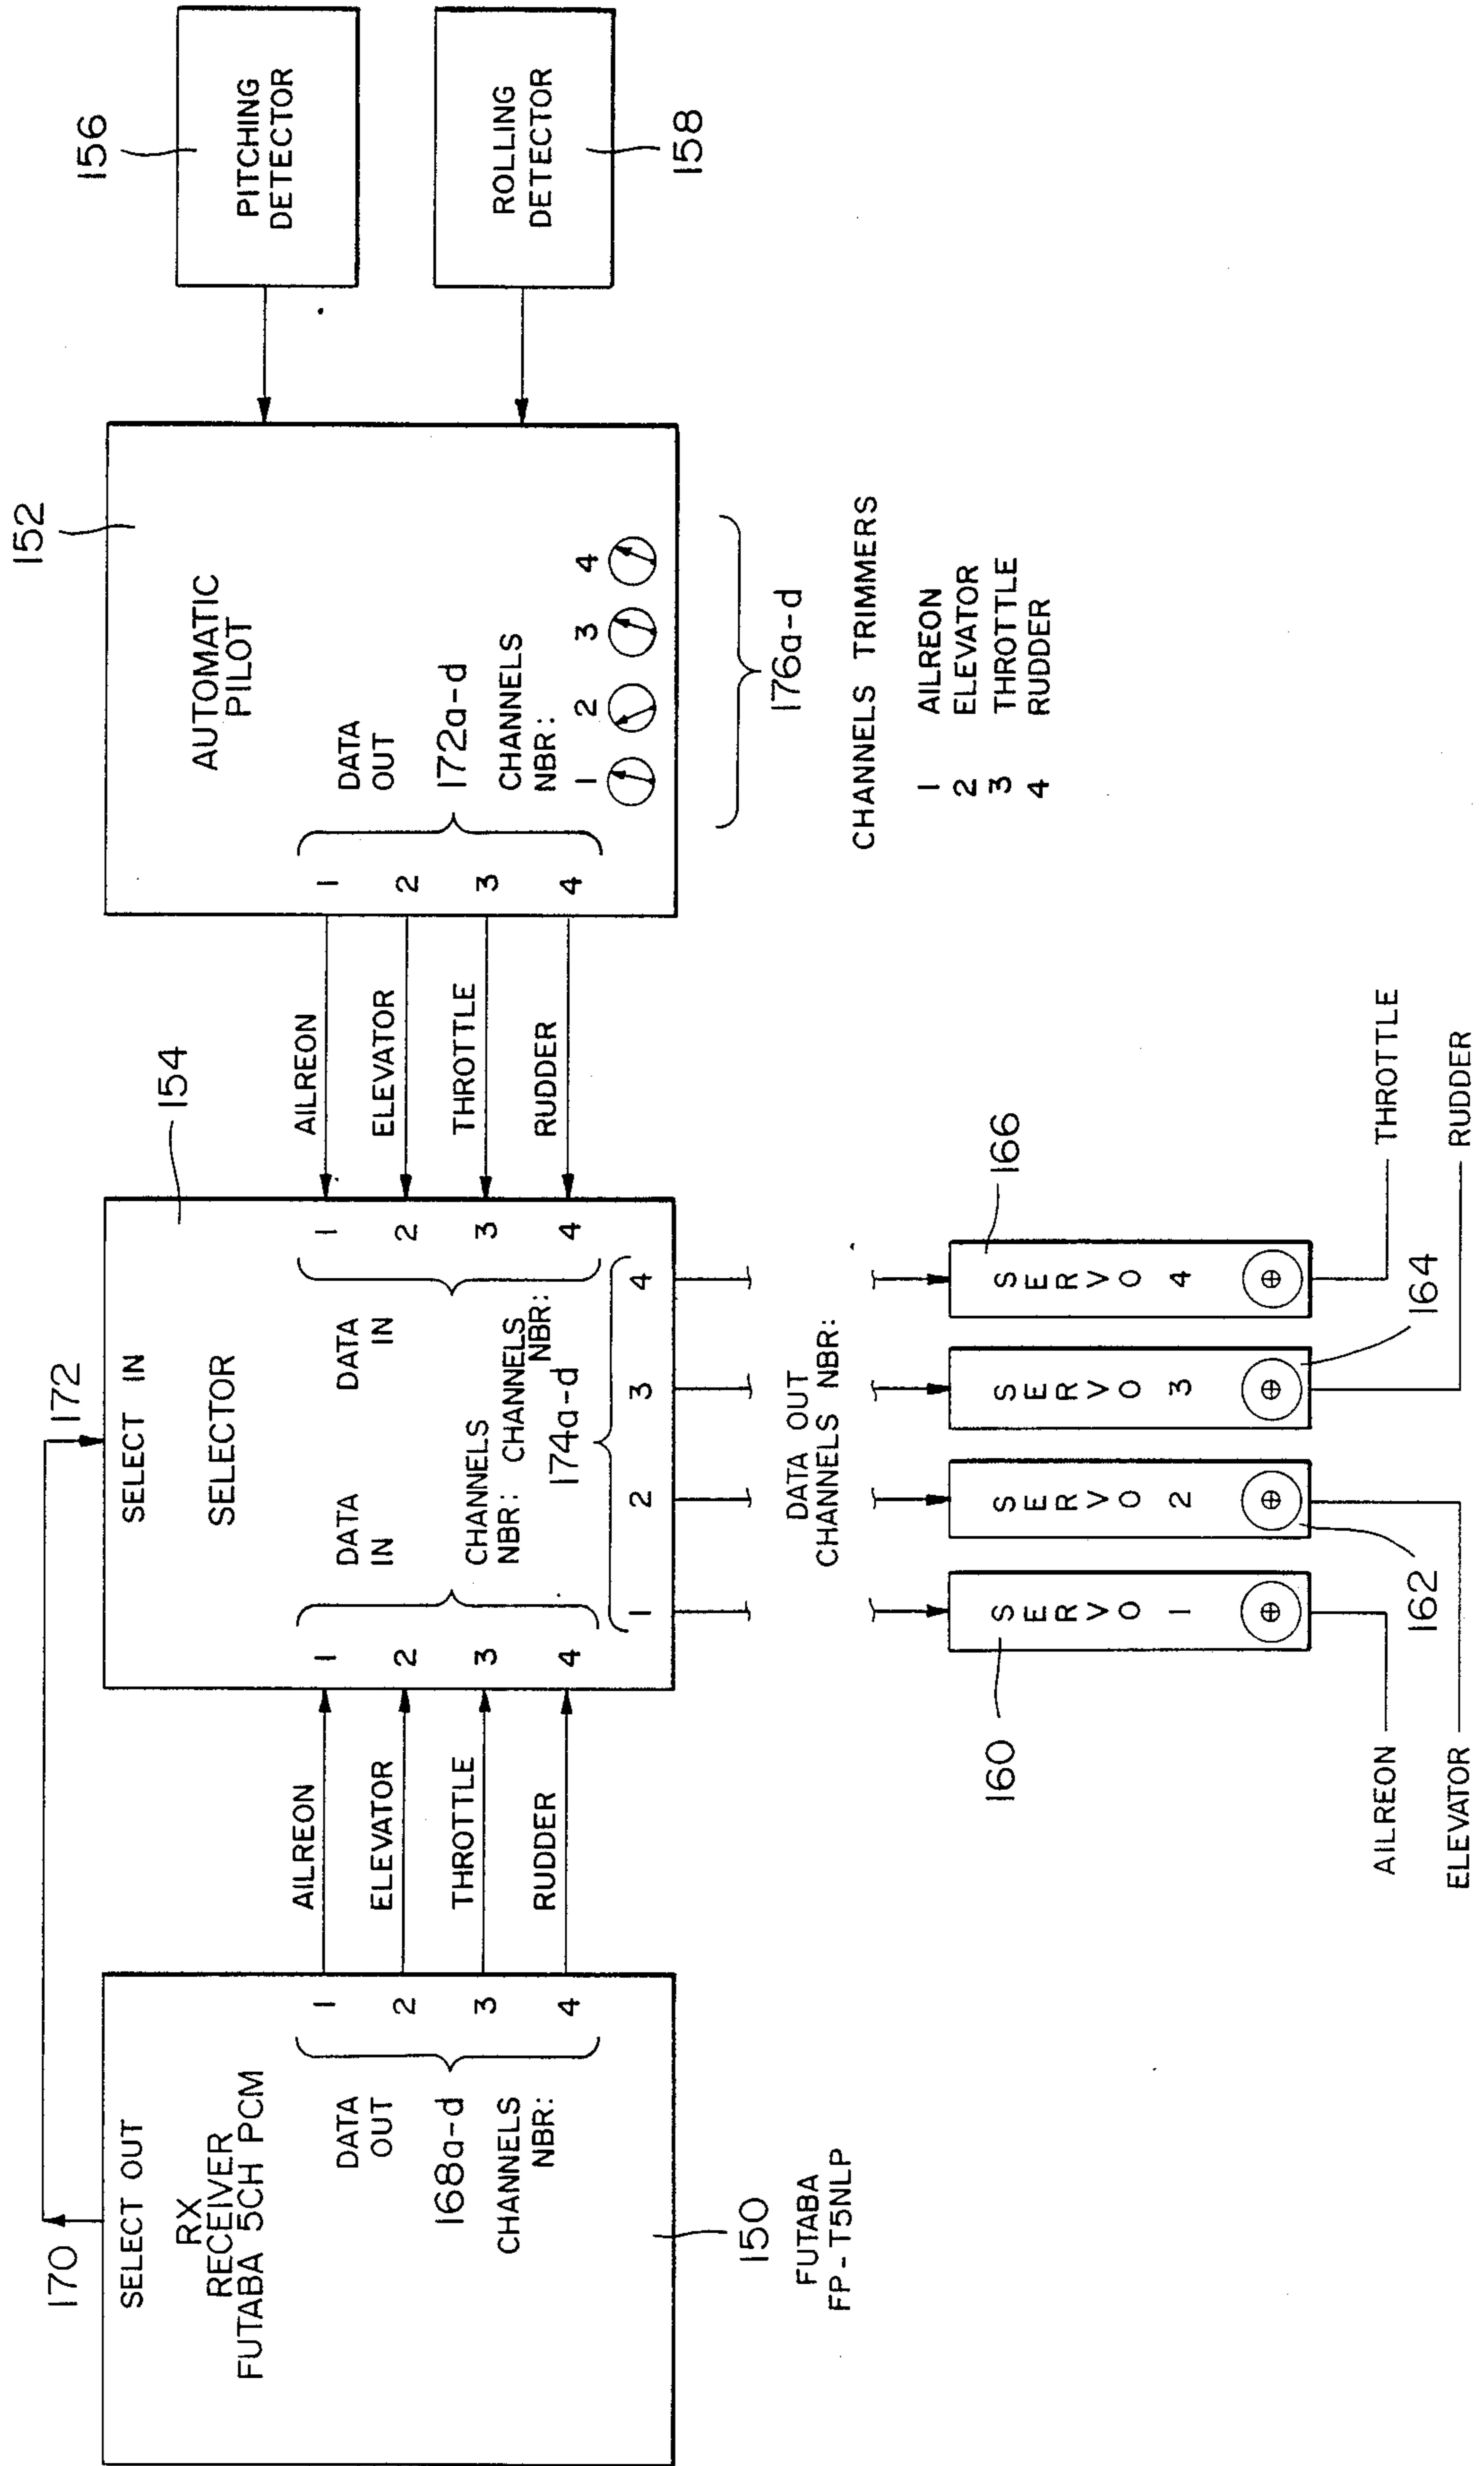 170
172
SELECT OUT
RX
RECEIVER
FUTABA 5CH PCM
DATA
OUT
168a-d
CHANNELS
NBR:
1
2
3
4
150
FUTABA
FP-T5NLP
AILREON
ELEVATOR
THROTTLE
RUDDER
154
SELECT IN
SELECTOR
1
2
3
4
DATA
IN
CHANNELS
NBR:
DATA
IN
CHANNELS
NBR:
1
2
3
4
174a-d
1 2 3 4
AILREON
ELEVATOR
THROTTLE
RUDDER
152
AUTOMATIC
PILOT
DATA
OUT
172a-d
CHANNELS
NBR:
1
2
3
4
1 2 3 4
176a-d
CHANNELS TRIMMERS
1 AILREON
2 ELEVATOR
3 THROTTLE
4 RUDDER
156
PITCHING
DETECTOR
ROLLING
DETECTOR
158
DATA OUT
CHANNELS NBR:
160
SERVO 1
SERVO 2
SERVO 3
SERVO 4
166
162
164
AILREON
ELEVATOR
THROTTLE
RUDDER